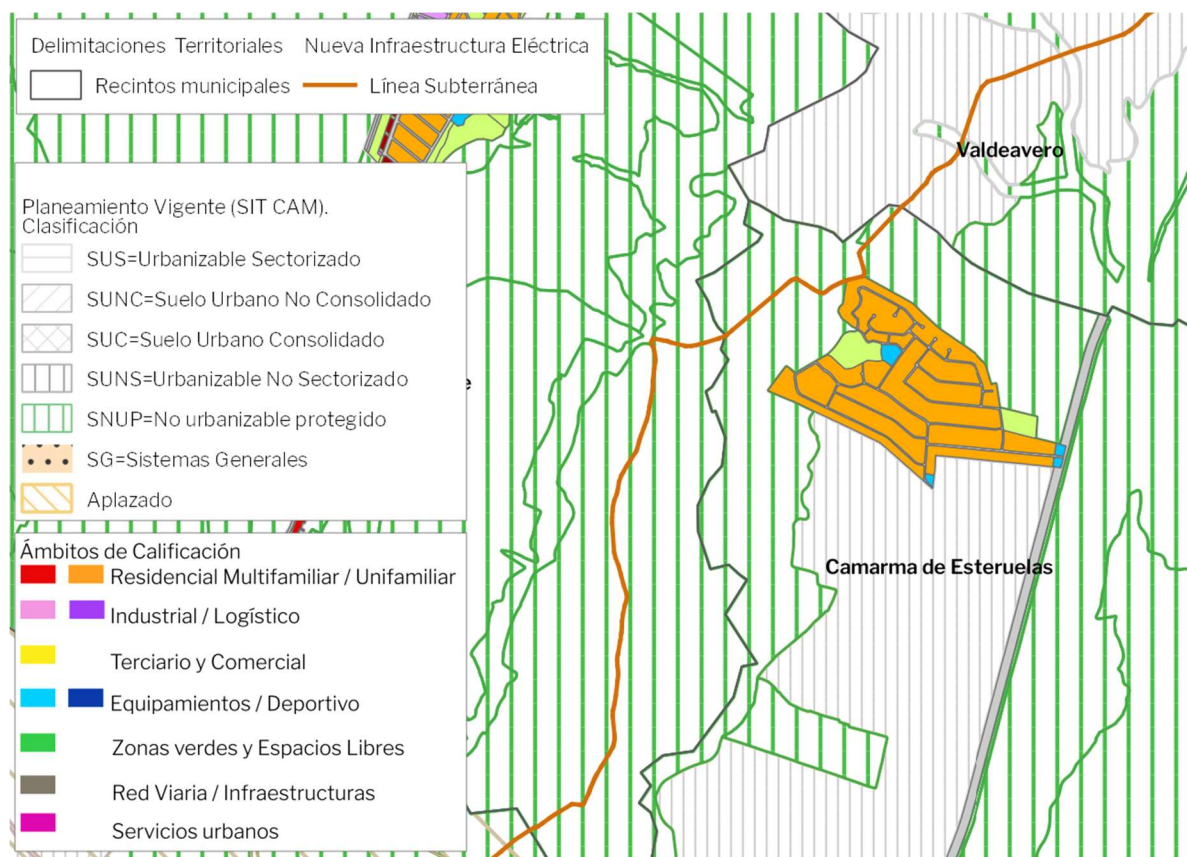 Delimitaciones Territoriales
Nueva Infraestructura Eléctrica
Recintos municipales
Línea Subterránea
Planeamiento Vigente (SIT CAM).
Clasificación
SUS=Urbanizable Sectorizado
SUNC=Suelo Urbano No Consolidado
SUC=Suelo Urbano Consolidado
SUNS=Urbanizable No Sectorizado
SNUP=No urbanizable protegido
SG=Sistemas Generales
Aplazado
Ámbitos de Calificación
Residencial Multifamiliar / Unifamiliar
Industrial / Logístico
Terciario y Comercial
Equipamientos / Deportivo
Zonas verdes y Espacios Libres
Red Viaria / Infraestructuras
Servicios urbanos
Valdeavero
e
Camarma de Esteruelas